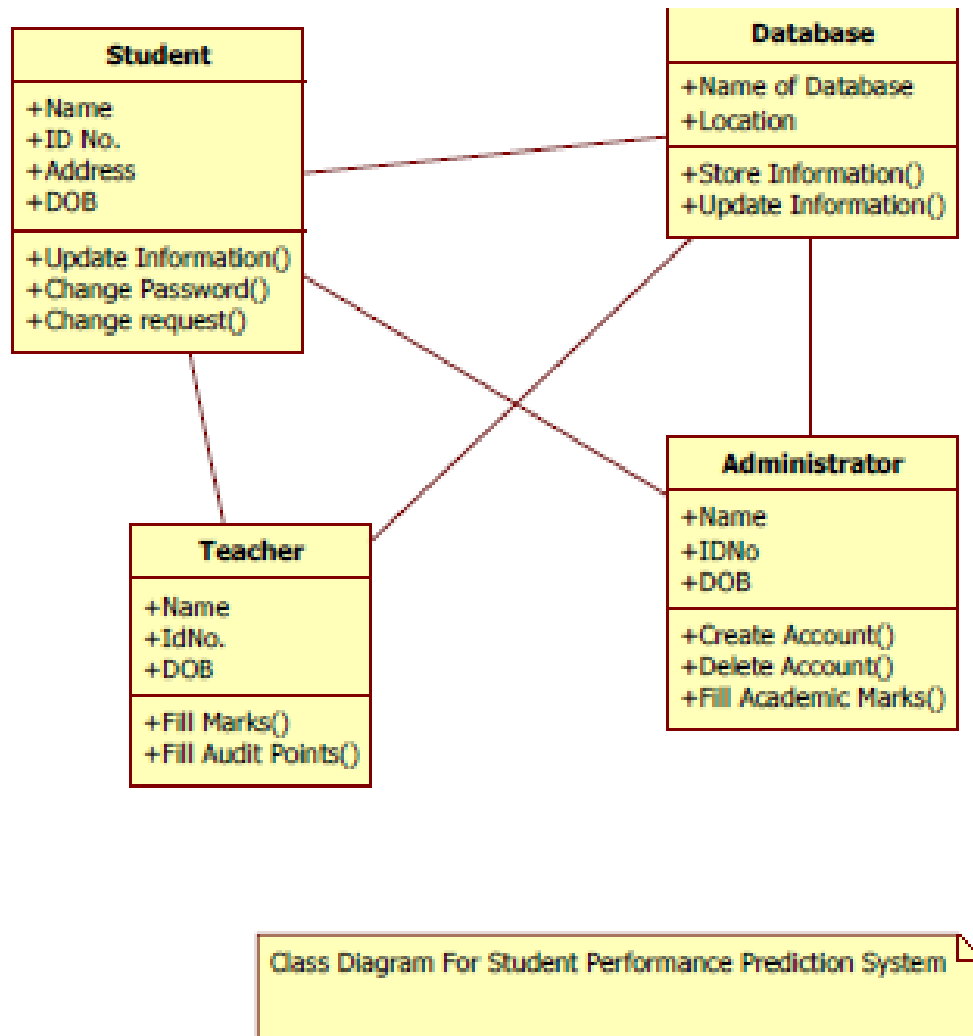 Student
+Name
+ID No.
+Address
+DOB
+Update Information()
+Change Password()
+Change request()
Database
+Name of Database
+Location
+Store Information()
+Update Information()
Teacher
+Name
+IdNo.
+DOB
+Fill Marks()
+Fill Audit Points()
Administrator
+Name
+IDNo
+DOB
+Create Account()
+Delete Account()
+Fill Academic Marks()
Class Diagram For Student Performance Prediction System